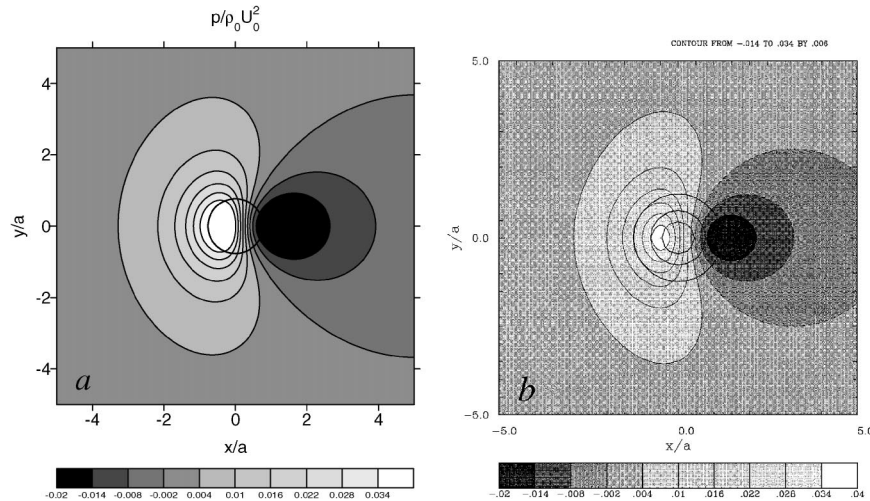 p/ρ₀U₀²
y/a
4
2
0
-2
-4
a
-4 -2 0 2 4
x/a
-0.02 -0.014 -0.008 -0.002 0.004 0.01 0.016 0.022 0.028 0.034
CONTOUR FROM -.014 TO .034 BY .006
5.0
y/a
0.0
-5.0
b
-5.0 0.0 5.0
x/a
-.02 -.014 -.008 -.002 .004 .01 .016 .022 .028 .034 .04